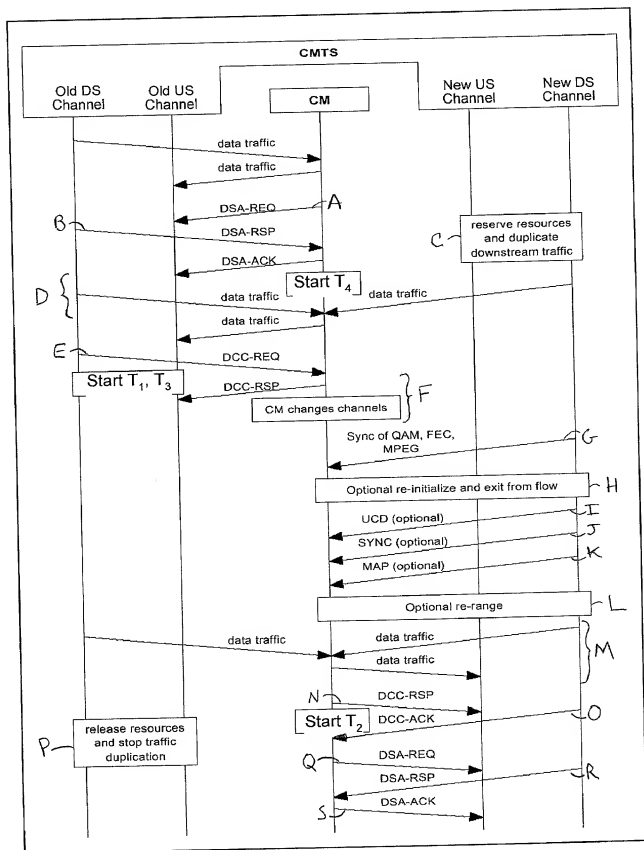 CMTS
Old DS
Channel
Old US
Channel
CM
New US
Channel
New DS
Channel
data traffic
data traffic
A
DSA-REQ
B
DSA-RSP
C
reserve resources
and duplicate
downstream traffic
DSA-ACK
Start T4
D
data traffic
data traffic
data traffic
E
DCC-REQ
Start T1, T3
DCC-RSP
F
CM changes channels
G
Sync of QAM, FEC,
MPEG
Optional re-initialize and exit from flow
H
I
UCD (optional)
J
SYNC (optional)
K
MAP (optional)
Optional re-range
L
data traffic
data traffic
M
data traffic
N
DCC-RSP
O
Start T2
DCC-ACK
P
release resources
and stop traffic
duplication
Q
DSA-REQ
R
DSA-RSP
S
DSA-ACK